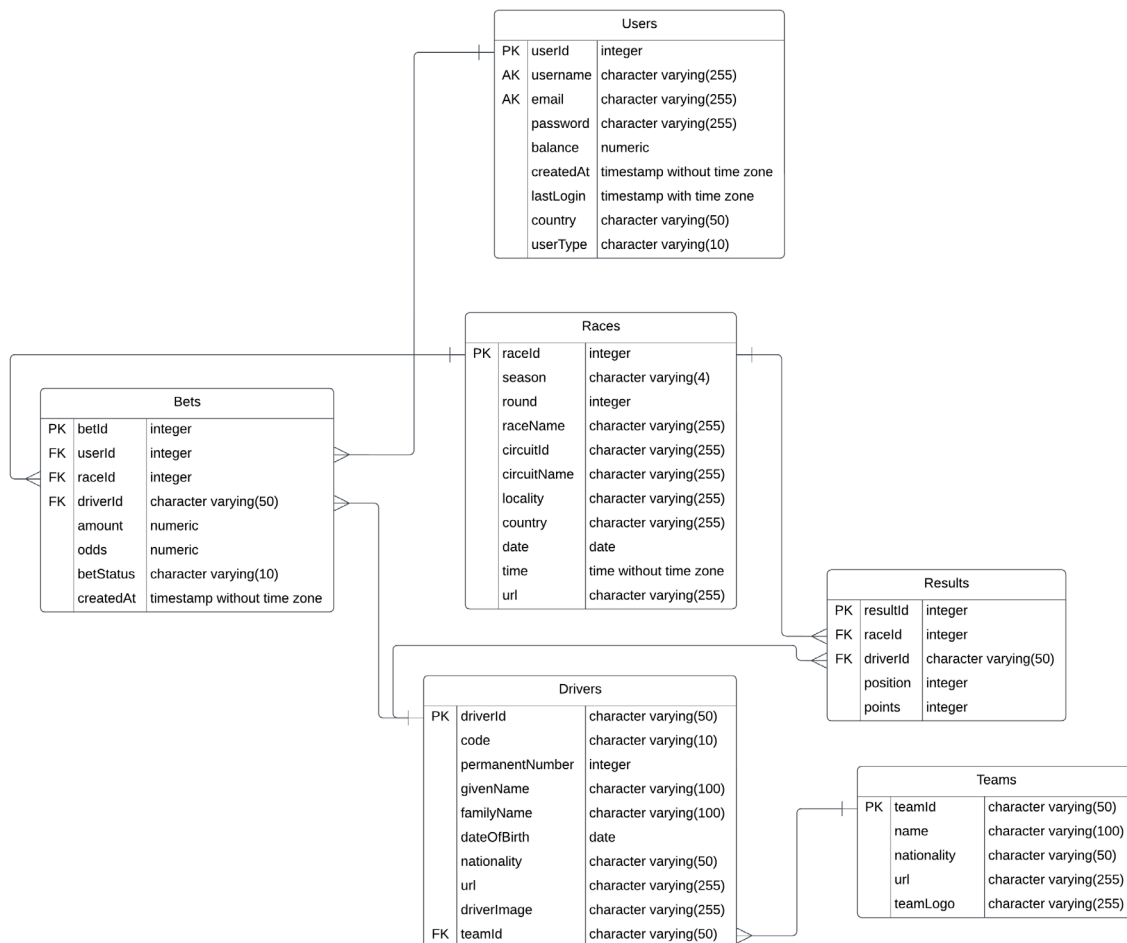 Users
PK userId integer
AK username character varying(255)
AK email character varying(255)
password character varying(255)
balance numeric
createdAt timestamp without time zone
lastLogin timestamp with time zone
country character varying(50)
userType character varying(10)
Races
PK raceId integer
season character varying(4)
round integer
raceName character varying(255)
circuitId character varying(255)
circuitName character varying(255)
locality character varying(255)
country character varying(255)
date date
time time without time zone
url character varying(255)
Bets
PK betId integer
FK userId integer
FK raceId integer
FK driverId character varying(50)
amount numeric
odds numeric
betStatus character varying(10)
createdAt timestamp without time zone
Results
PK resultId integer
FK raceId integer
FK driverId character varying(50)
position integer
points integer
Drivers
PK driverId character varying(50)
code character varying(10)
permanentNumber integer
givenName character varying(100)
familyName character varying(100)
dateOfBirth date
nationality character varying(50)
url character varying(255)
driverImage character varying(255)
FK teamId character varying(50)
Teams
PK teamId character varying(50)
name character varying(100)
nationality character varying(50)
url character varying(255)
teamLogo character varying(255)